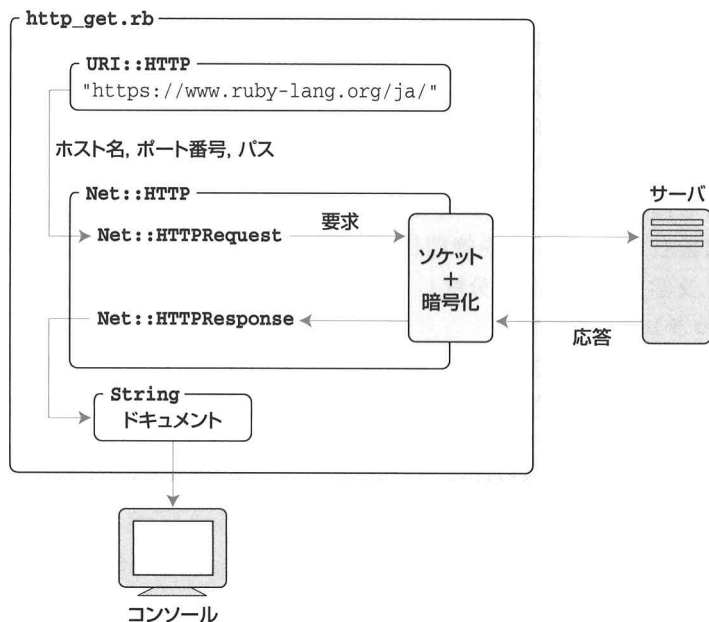 http_get.rb
URI::HTTP
"https://www.ruby-lang.org/ja/"
ホスト名, ポート番号, パス
Net::HTTP
サーバ
Net::HTTPRequest
要求
ソケット
+
暗号化
Net::HTTPResponse
応答
String
ドキュメント
コンソール